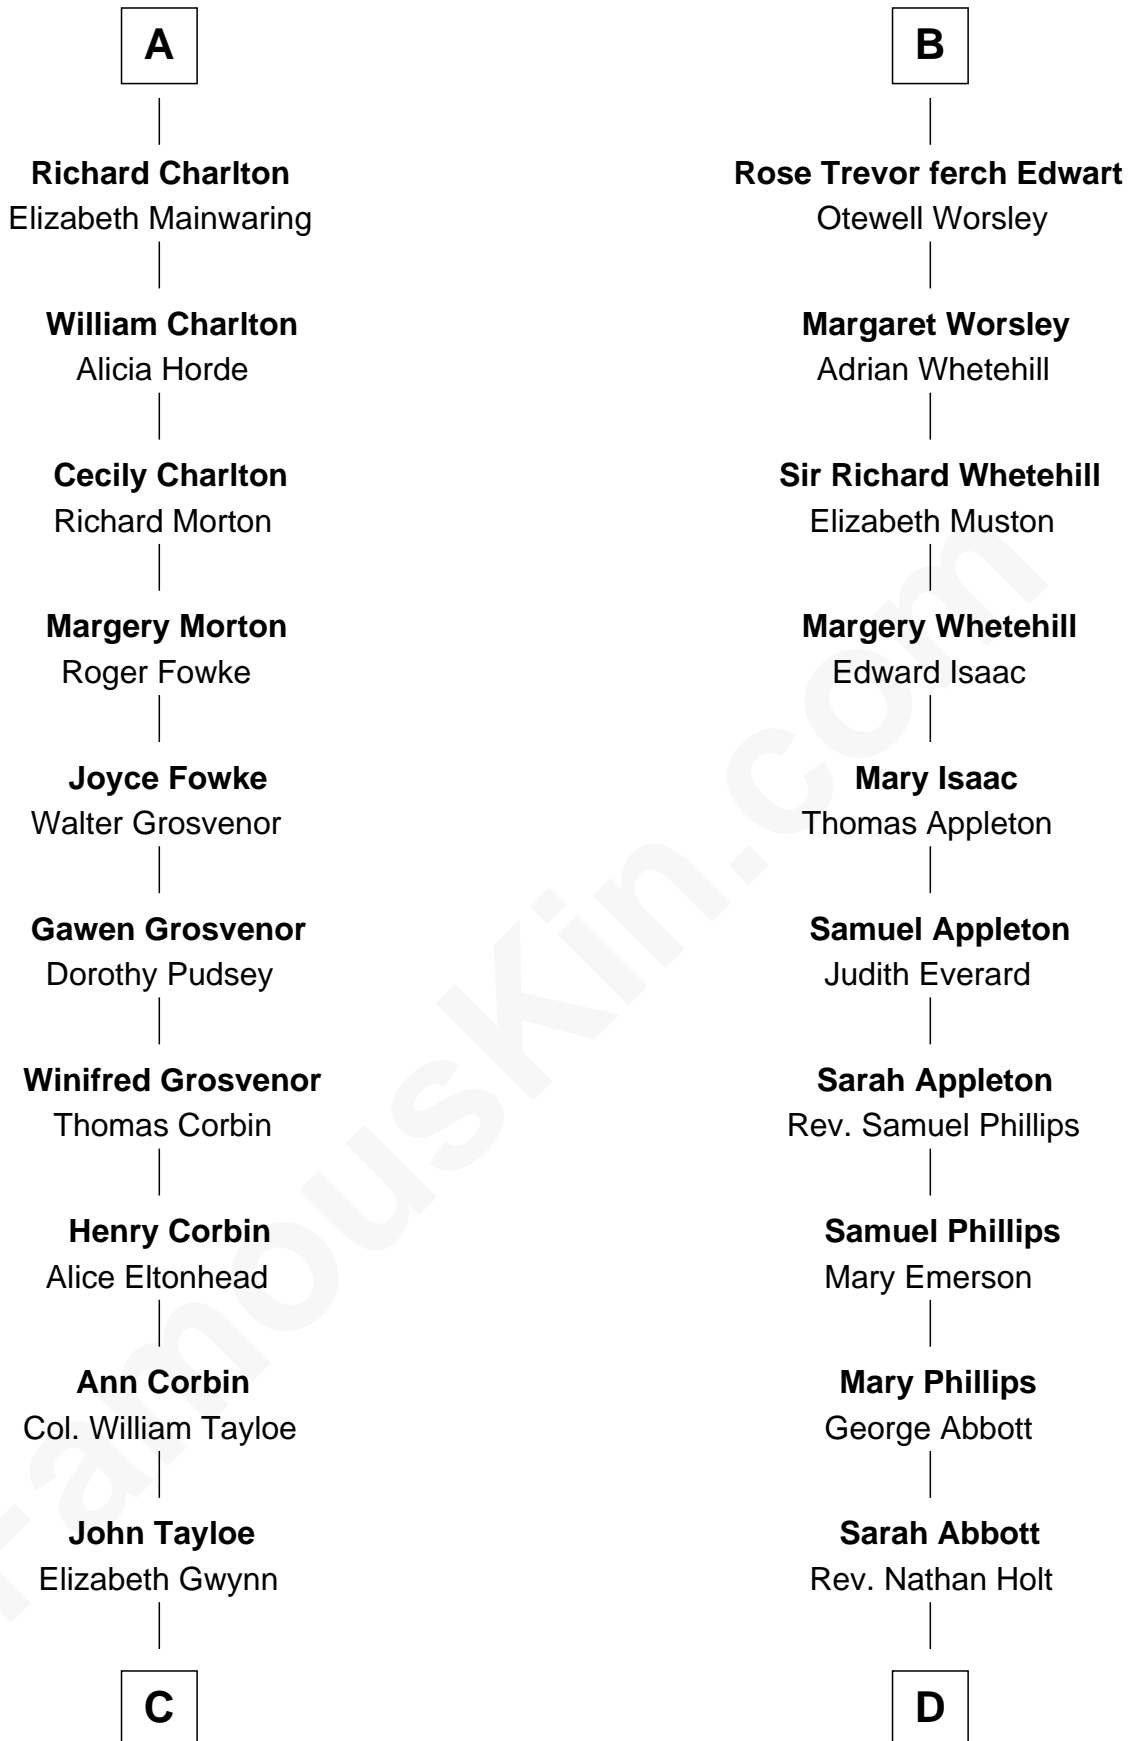 A
Richard Charlton
Elizabeth Mainwaring
William Charlton
Alicia Horde
Cecily Charlton
Richard Morton
Margery Morton
Roger Fowke
Joyce Fowke
Walter Grosvenor
Gawen Grosvenor
Dorothy Pudsey
Winifred Grosvenor
Thomas Corbin
Henry Corbin
Alice Eltonhead
Ann Corbin
Col. William Tayloe
John Tayloe
Elizabeth Gwynn
C
B
Rose Trevor ferch Edwart
Otewell Worsley
Margaret Worsley
Adrian Whetehill
Sir Richard Whetehill
Elizabeth Muston
Margery Whetehill
Edward Isaac
Mary Isaac
Thomas Appleton
Samuel Appleton
Judith Everard
Sarah Appleton
Rev. Samuel Phillips
Samuel Phillips
Mary Emerson
Mary Phillips
George Abbott
Sarah Abbott
Rev. Nathan Holt
D
FamousKin.com